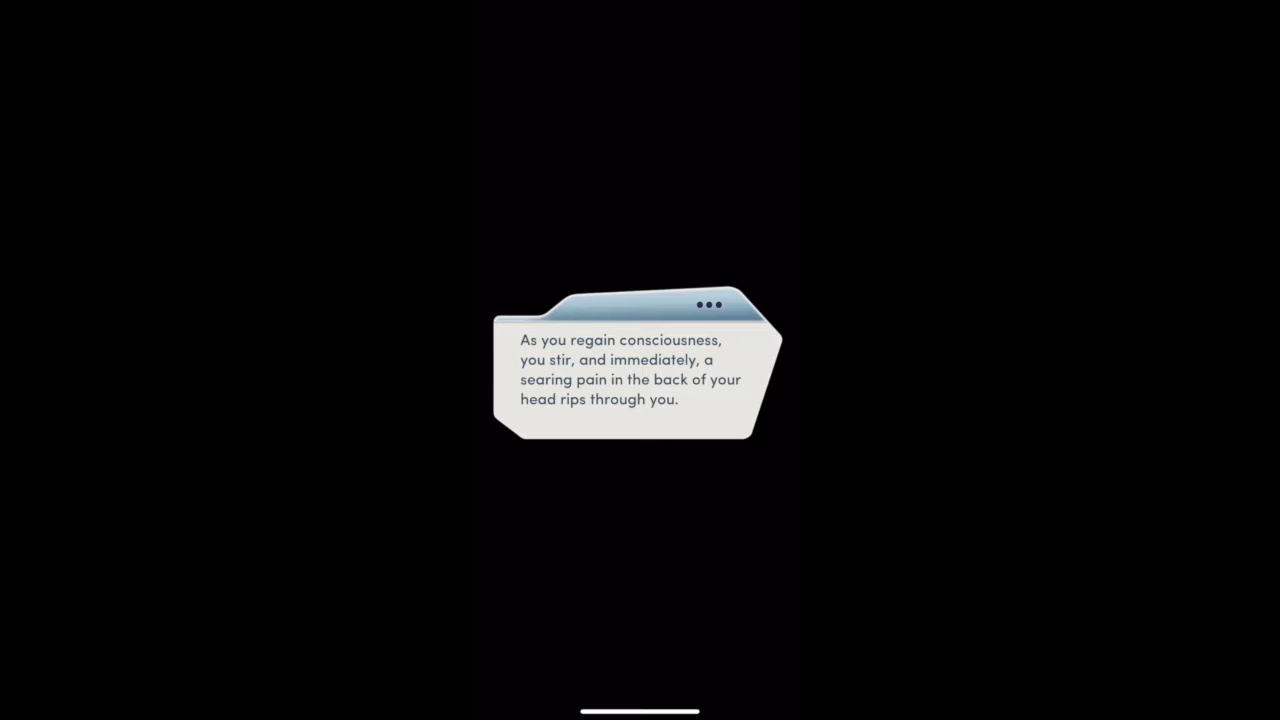 As you regain consciousness,
you stir, and immediately, a
searing pain in the back of your
head rips through you.